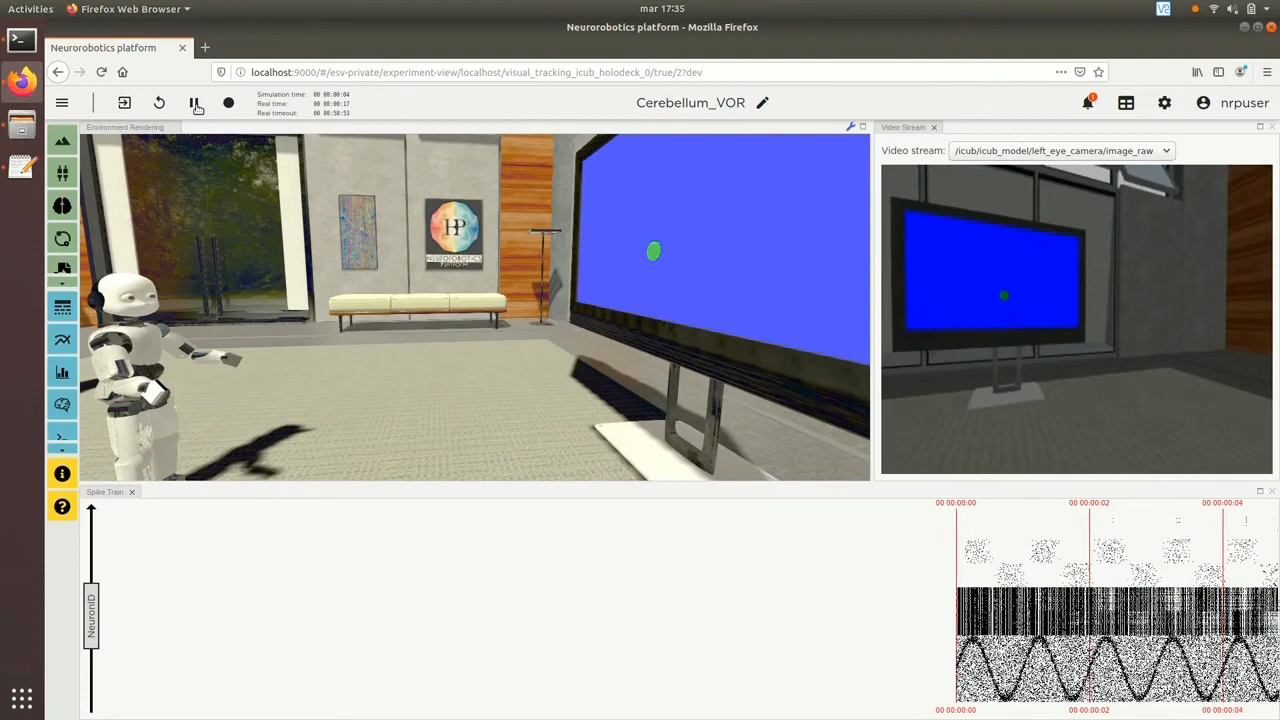 Activities
Firefox Web Browser
mar 17:35
Neurorobotics platform - Mozilla Firefox
Neurorobotics platform
localhost:9000/#/esv-private/experiment-view/localhost/visual_tracking_icub_holodeck_0/true/2?dev
Simulation time: 00 00:00:04
Real time: 00 00:00:17
Real timeout: 00 00:58:53
Cerebellum_VOR
1
nrpuser
Environment Rendering
Video Stream
Video stream: /icub/icub_model/left_eye_camera/image_raw
HP
NEUROROBOTICS
PLATFORM
Spike Train
NeuronID
00 00:00:00 00 00:00:02 00 00:00:04
00 00:00:00 00 00:00:02 00 00:00:04